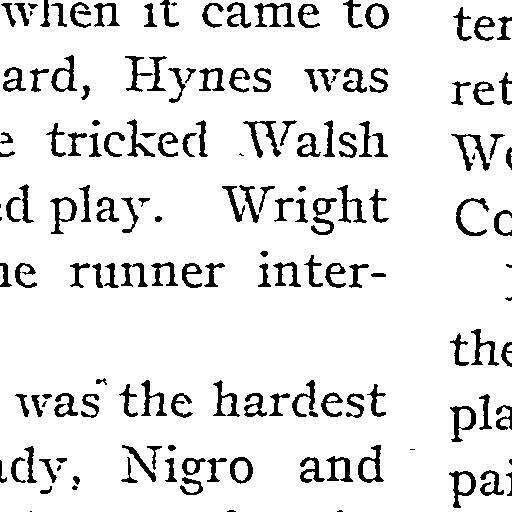 when it came to
ard, Hynes was
e tricked Walsh
ed play. Wright
ne runner inter-
was the hardest
ady, Nigro and
ter
ret
We
Co
the
pla
pai